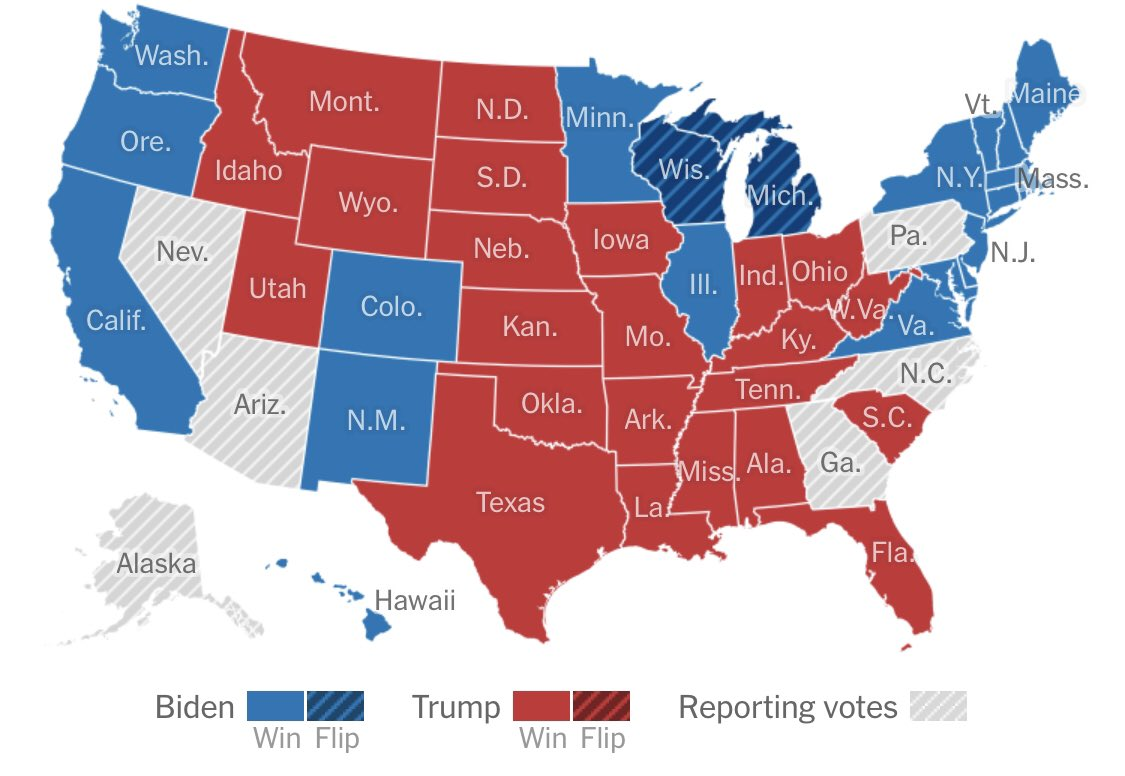 Wash.
Maine
Mont.
N.D.
Vt.
Minn.
Ore.
Idaho
S.D.
Wis.
N.Y.
Mass.
Mich.
Wyo.
Iowa
Pa.
Nev.
Neb.
N.J.
Utah
Ill.
Ind.
Ohio
Colo.
W.Va.
Calif.
Kan.
Mo.
Va.
Ky.
N.C.
Ariz.
Okla.
Tenn.
N.M.
Ark.
S.C.
Miss.
Ala.
Ga.
Texas
La.
Fla.
Alaska
Hawaii
Biden
Trump
Reporting votes
Win Flip
Win Flip